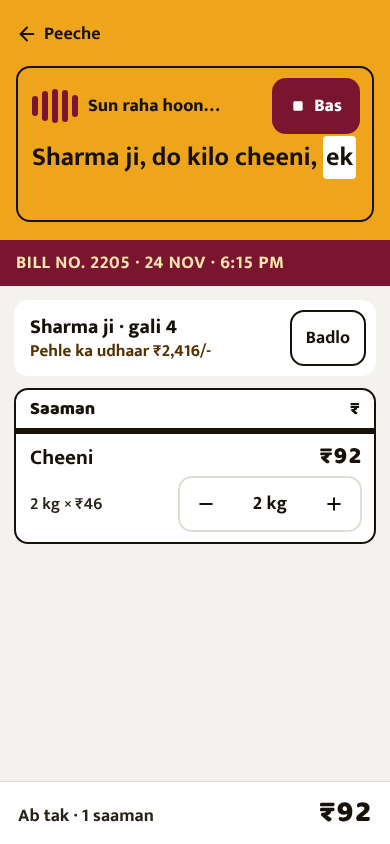 Peeche
Sun raha hoon...
Bas
Sharma ji, do kilo cheeni, ek
BILL NO. 2205 · 24 NOV · 6:15 PM
Sharma ji · gali 4
Pehle ka udhaar ₹2,416/-
Badlo
Saaman ₹
Cheeni ₹92
2 kg × ₹46
− 2 kg +
Ab tak · 1 saaman ₹92